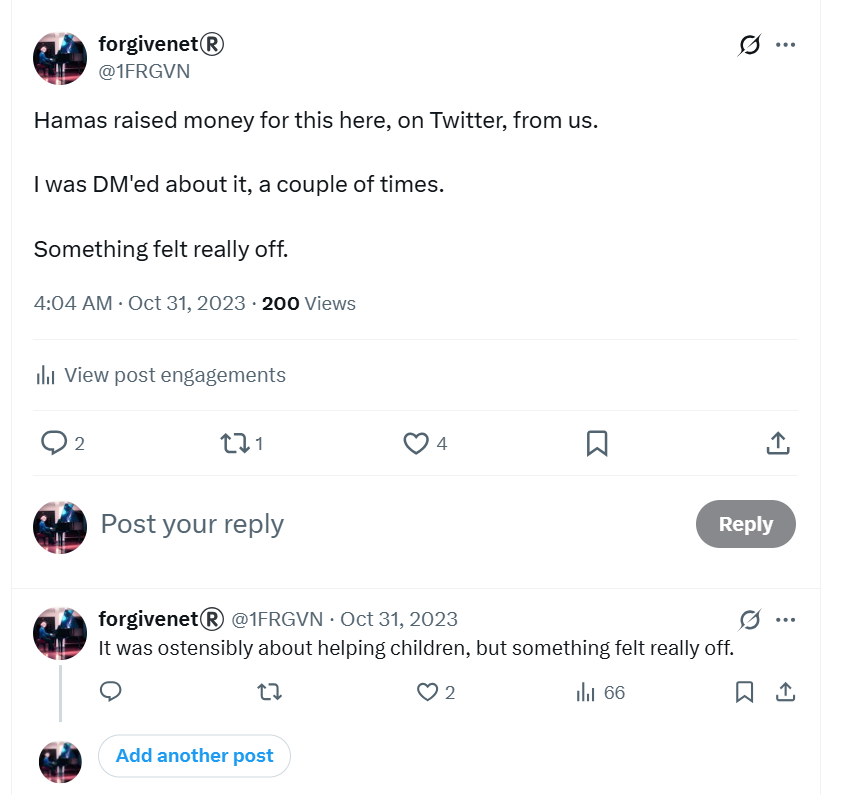 forgivenet®
@1FRGVN
Hamas raised money for this here, on Twitter, from us.
I was DM'ed about it, a couple of times.
Something felt really off.
4:04 AM · Oct 31, 2023 · 200 Views
View post engagements
2 1 4
Post your reply Reply
forgivenet® @1FRGVN · Oct 31, 2023
It was ostensibly about helping children, but something felt really off.
2 66
Add another post